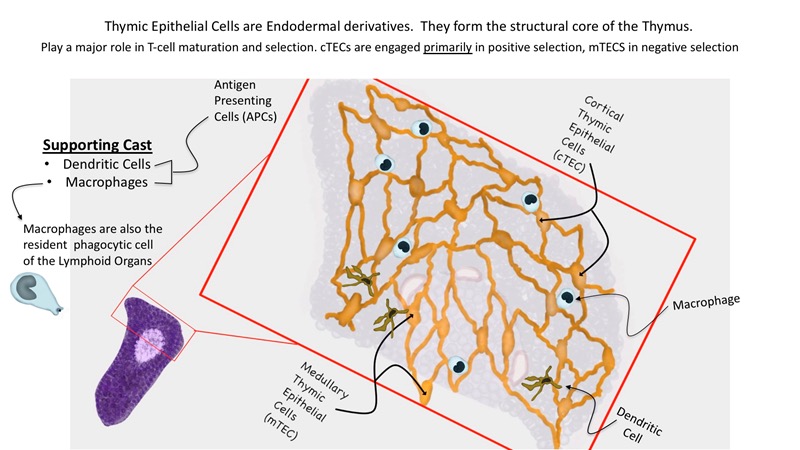 Thymic Epithelial Cells are Endodermal derivatives.  They form the structural core of the Thymus.
Play a major role in T-cell maturation and selection. cTECs are engaged primarily in positive selection, mTECS in negative selection
Antigen
Presenting
Cells (APCs)
Supporting Cast
• Dendritic Cells
• Macrophages
Macrophages are also the
resident  phagocytic cell
of the Lymphoid Organs
Cortical
Thymic
Epithelial
Cells
(cTEC)
Macrophage
Medullary
Thymic
Epithelial
Cells
(mTEC)
Dendritic
Cell